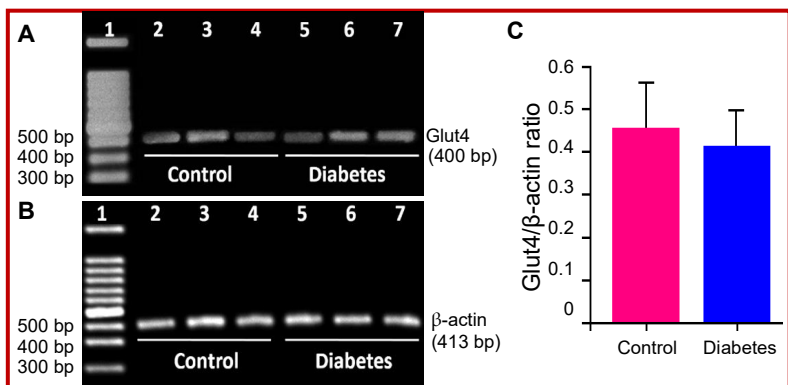 A
1 2 3 4 5 6 7
500 bp
400 bp
300 bp
Glut4
(400 bp)
Control Diabetes
B
1 2 3 4 5 6 7
500 bp
400 bp
300 bp
β-actin
(413 bp)
Control Diabetes
C
Glut4/β-actin ratio
0.6
0.5
0.4
0.3
0.2
0.1
0
Control Diabetes